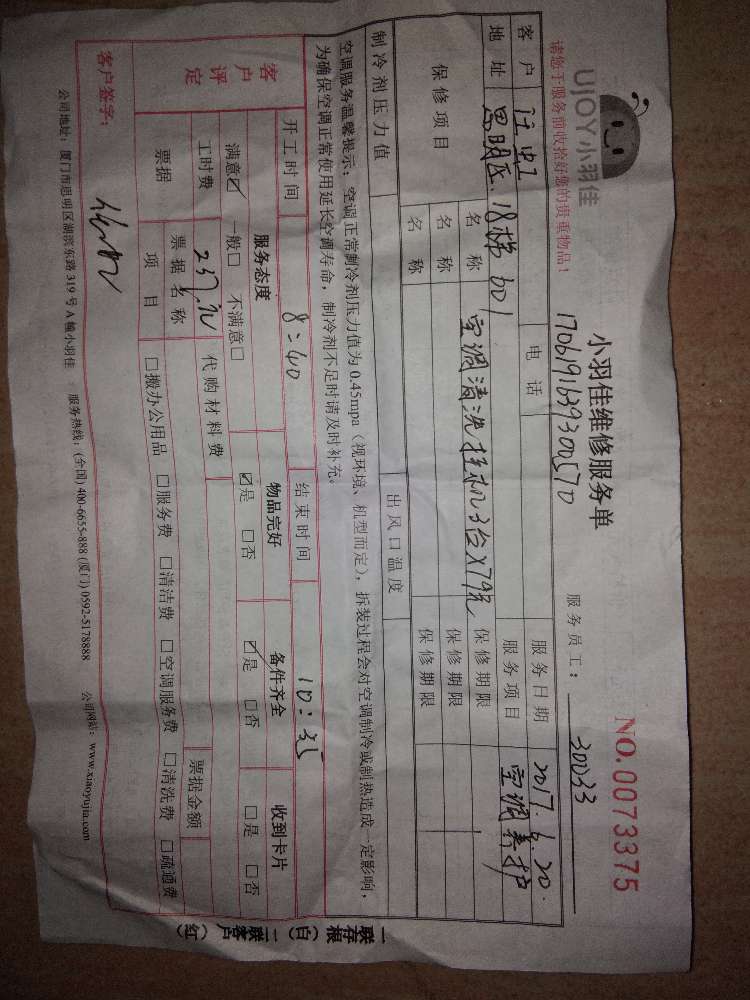 UJOY小羽佳
小羽佳维修服务单
NO.0073375
请您于服务前收拾好您的贵重物品!
1706191639300570
服务员工: 30033
客户 电话 服务日期 2017.6.20.
地址 思明区. 18梯 601 服务项目 空调养护
保修项目 名称 空调清洗挂机3台X79元 保修期限
名称 保修期限
名称 保修期限
制冷剂压力值 出风口温度
空调服务温馨提示:空调正常制冷剂压力值为 0.45mpa(视环境、机型而定),拆装过程会对空调制冷或制热造成一定影响,
为确保空调正常使用延长空调寿命,制冷剂不足时请及时补充。
开工时间 8:40 结束时间 10:35
客户评定 服务态度 物品完好 备件齐全 收到卡片
满意☑ 一般□ 不满意□ ☑是 □否 ☑是 □否 □是 □否
工时费 237.元 代购材料费
票据 票据名称 票据金额
项目 □搬办公用品 □服务费 □清洁费 □空调服务费 □清洗费 □疏通费
客户签字:
公司地址:厦门市思明区湖滨东路 319 号 A 幢小羽佳 服务热线:(全国) 400-6655-888 (厦门) 0592-5178888 公司网站:www.xiaoyujia.com
一联存根(白) 二联客户(红)